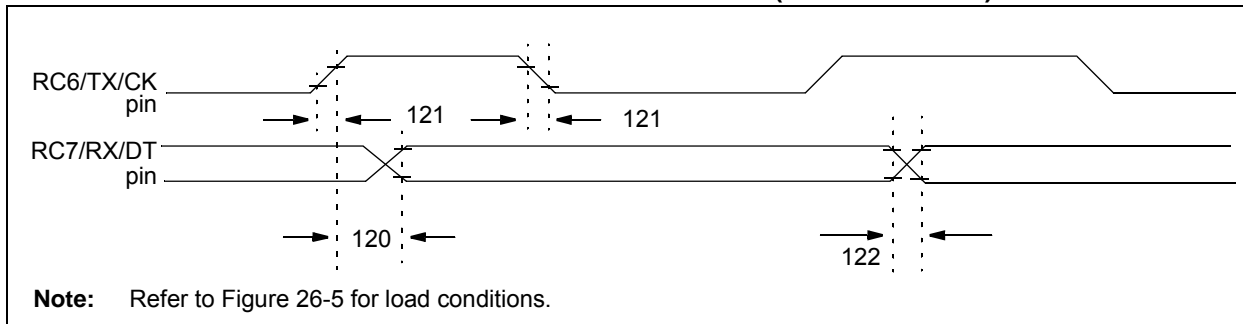 RC6/TX/CK
pin
121
121
RC7/RX/DT
pin
120
122
Note: Refer to Figure 26-5 for load conditions.